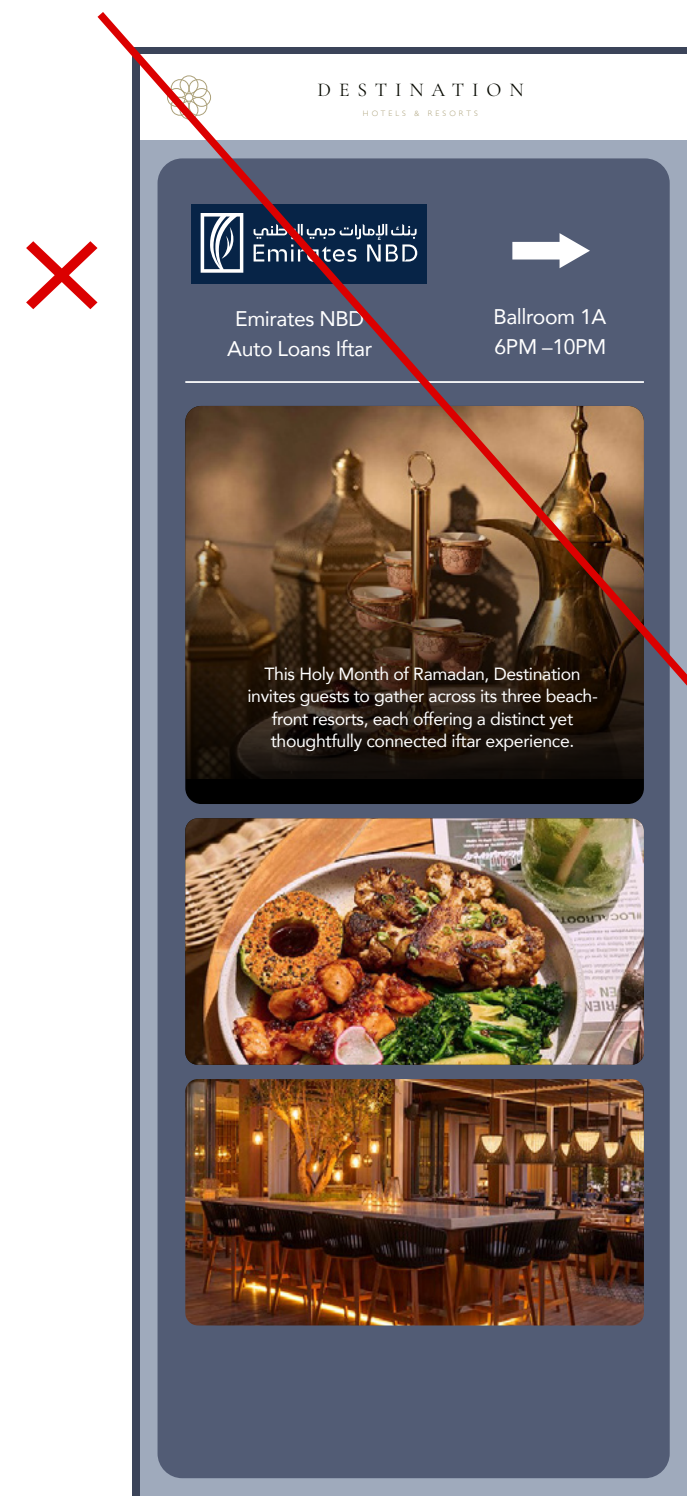 DESTINATION
HOTELS & RESORTS
بنك الإمارات دبي الوطني
Emirates NBD
Emirates NBD
Auto Loans Iftar
Ballroom 1A
6PM –10PM
This Holy Month of Ramadan, Destination
invites guests to gather across its three beach-
front resorts, each offering a distinct yet
thoughtfully connected iftar experience.
#LOCALROOT